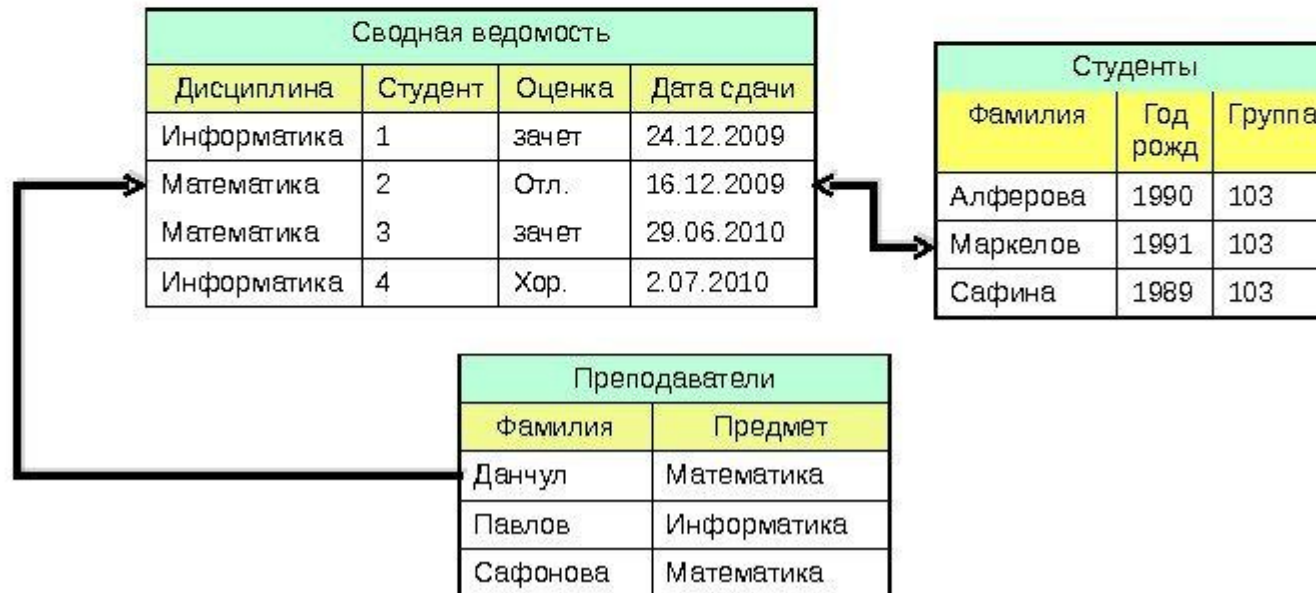 Сводная ведомость
Дисциплина Студент Оценка Дата сдачи
Информатика 1 зачет 24.12.2009
Математика 2 Отл. 16.12.2009
Математика 3 зачет 29.06.2010
Информатика 4 Хор. 2.07.2010
Студенты
Фамилия Год рожд Группа
Алферова 1990 103
Маркелов 1991 103
Сафина 1989 103
Преподаватели
Фамилия Предмет
Данчул Математика
Павлов Информатика
Сафонова Математика